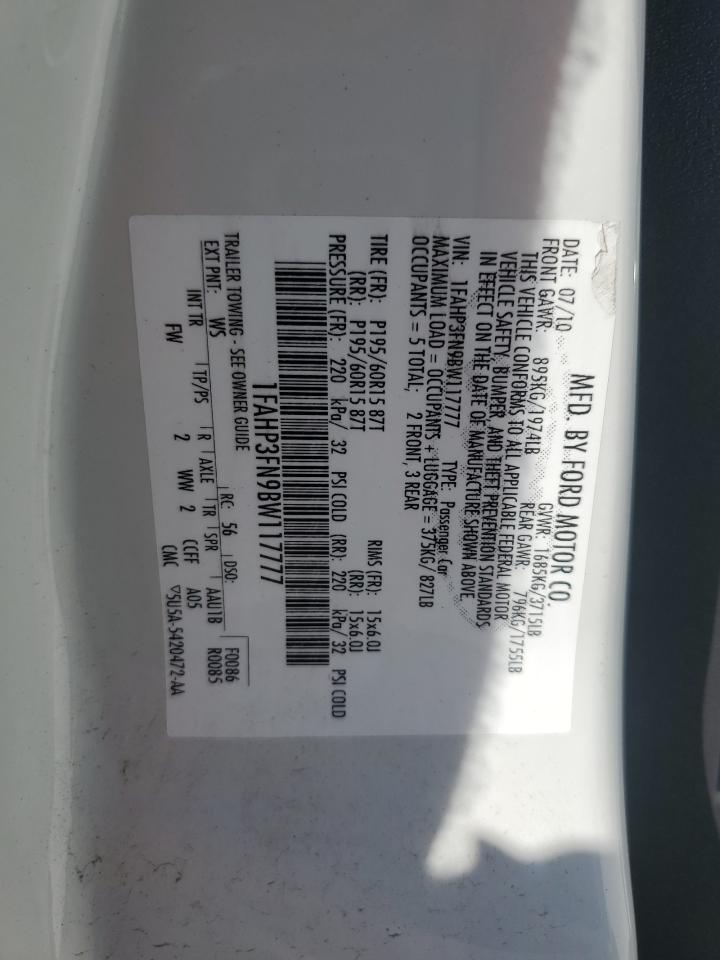 MFD. BY FORD MOTOR CO.
DATE: 07/10 GVWR: 1685KG/3715LB
FRONT GAWR: 895KG/1974LB REAR GAWR: 796KG/1755LB
THIS VEHICLE CONFORMS TO ALL APPLICABLE FEDERAL MOTOR
VEHICLE SAFETY, BUMPER, AND THEFT PREVENTION STANDARDS
IN EFFECT ON THE DATE OF MANUFACTURE SHOWN ABOVE.
VIN: 1FAHP3FN9BW117777 TYPE: Passenger Car
MAXIMUM LOAD = OCCUPANTS + LUGGAGE = 375KG/ 827LB
OCCUPANTS = 5 TOTAL; 2 FRONT, 3 REAR
TIRE (FR): P195/60R15 87T RIMS (FR): 15x6.0J
(RR): P195/60R15 87T (RR): 15x6.0J
PRESSURE (FR): 220 kPa/ 32 PSI COLD (RR): 220 kPa/ 32 PSI COLD
1FAHP3FN9BW117777
TRAILER TOWING - SEE OWNER GUIDE
F0086
EXT PNT: WS RC: 56 DSO: R0085
INT TR TP/PS R AXLE TR SPR AAU1B
FW 2 WW 2 CCFF A05
CMC ▽5U5A-5420472-AA